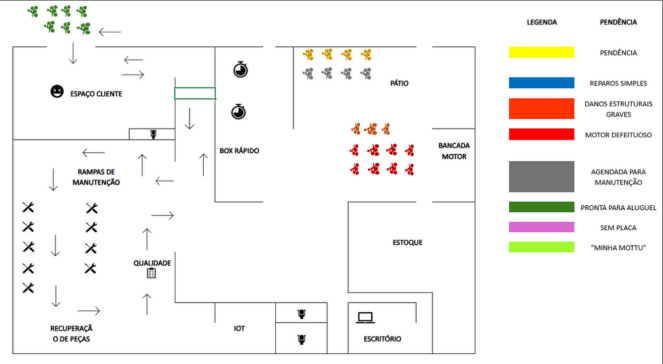 LEGENDA
PENDÊNCIA
PENDÊNCIA
REPAROS SIMPLES
DANOS ESTRUTURAIS
GRAVES
MOTOR DEFEITUOSO
AGENDADA PARA
MANUTENÇÃO
PRONTA PARA ALUGUEL
SEM PLACA
"MINHA MOTTU"
ESPAÇO CLIENTE
PÁTIO
BOX RÁPIDO
BANCADA
MOTOR
RAMPAS DE
MANUTENÇÃO
ESTOQUE
QUALIDADE
RECUPERAÇÃ
O DE PEÇAS
IOT
ESCRITÓRIO